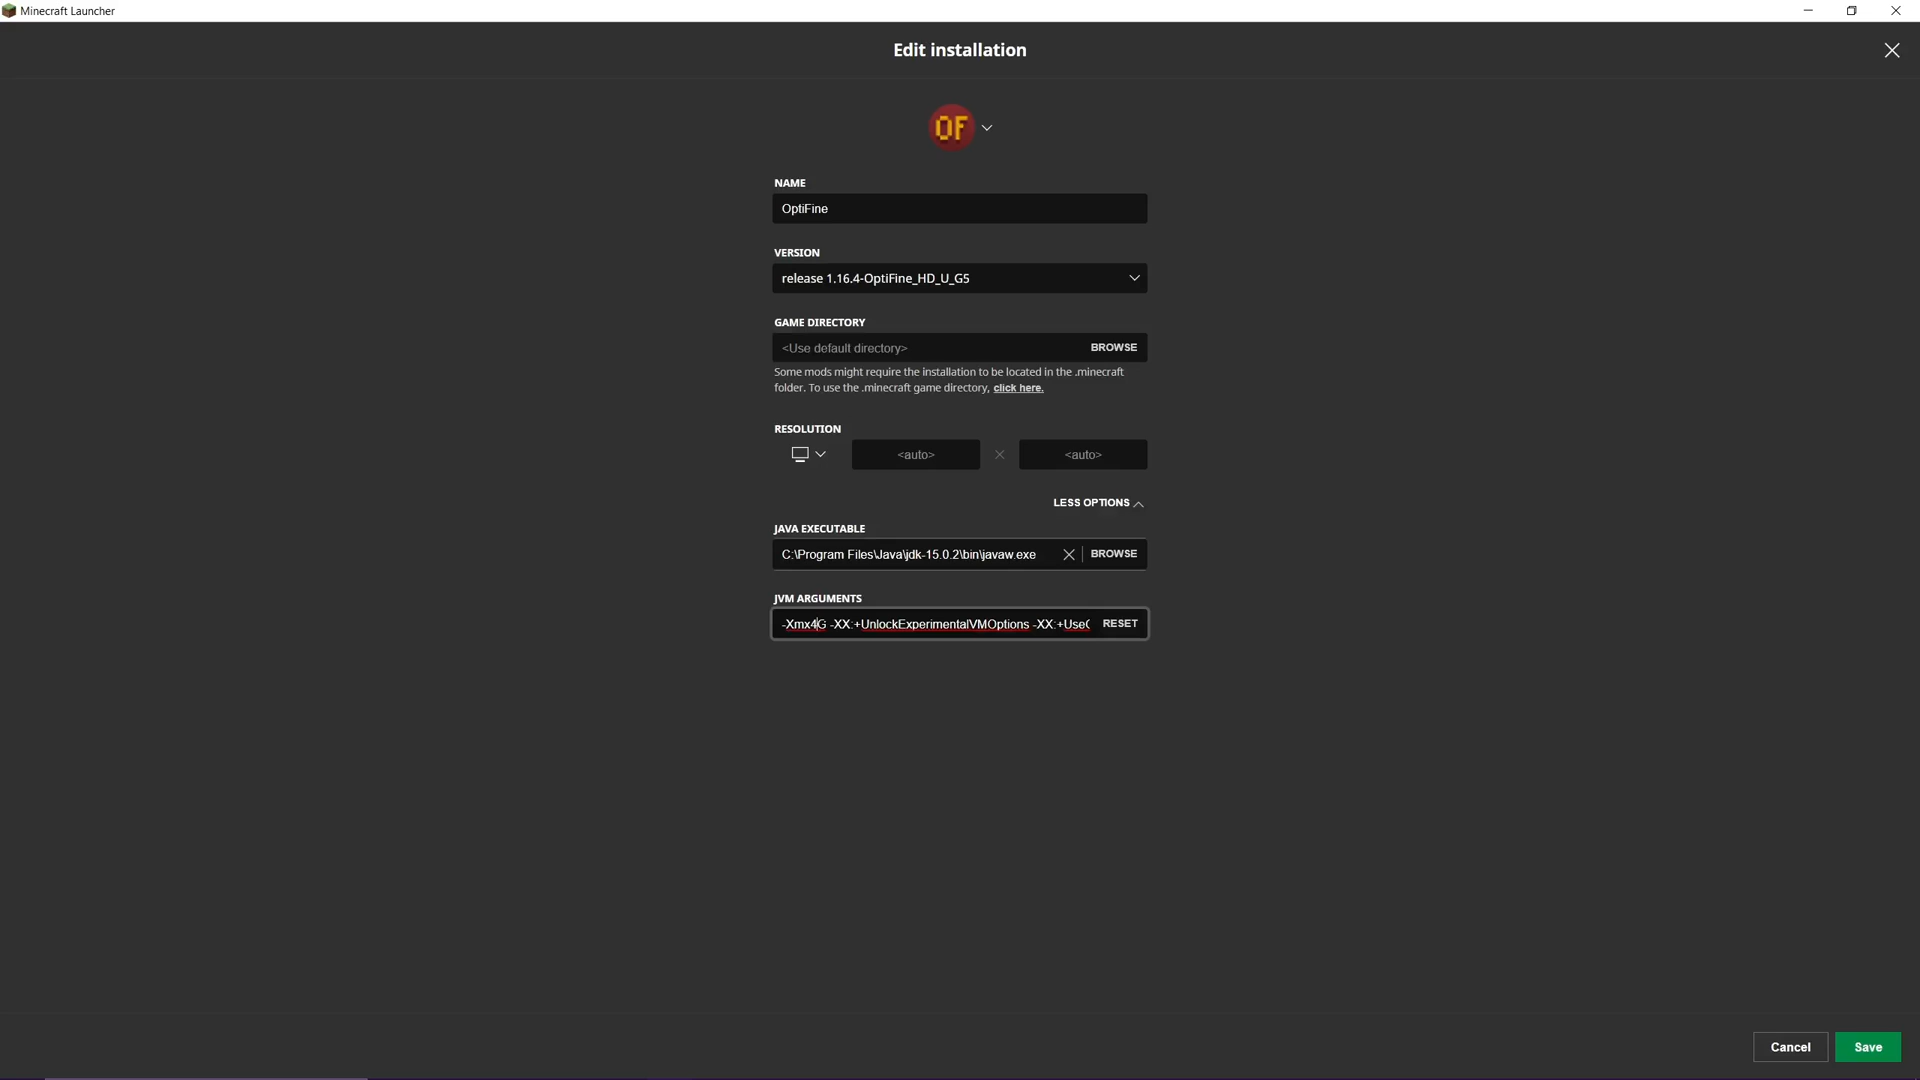 Minecraft Launcher
Edit installation
OF
NAME
OptiFine
VERSION
release 1.16.4-OptiFine_HD_U_G5
GAME DIRECTORY
<Use default directory> BROWSE
Some mods might require the installation to be located in the .minecraft
folder. To use the .minecraft game directory, click here.
RESOLUTION
<auto> <auto>
LESS OPTIONS
JAVA EXECUTABLE
C:\Program Files\Java\jdk-15.0.2\bin\javaw.exe BROWSE
JVM ARGUMENTS
-Xmx4G -XX:+UnlockExperimentalVMOptions -XX:+Use RESET
Cancel Save